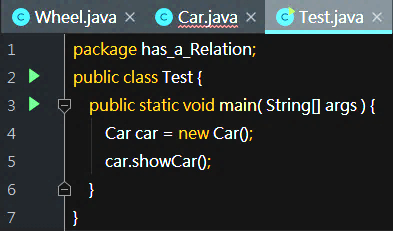 Wheel.java Car.java Test.java
1 package has_a_Relation;
2 public class Test {
3 public static void main( String[] args ) {
4 Car car = new Car();
5 car.showCar();
6 }
7 }